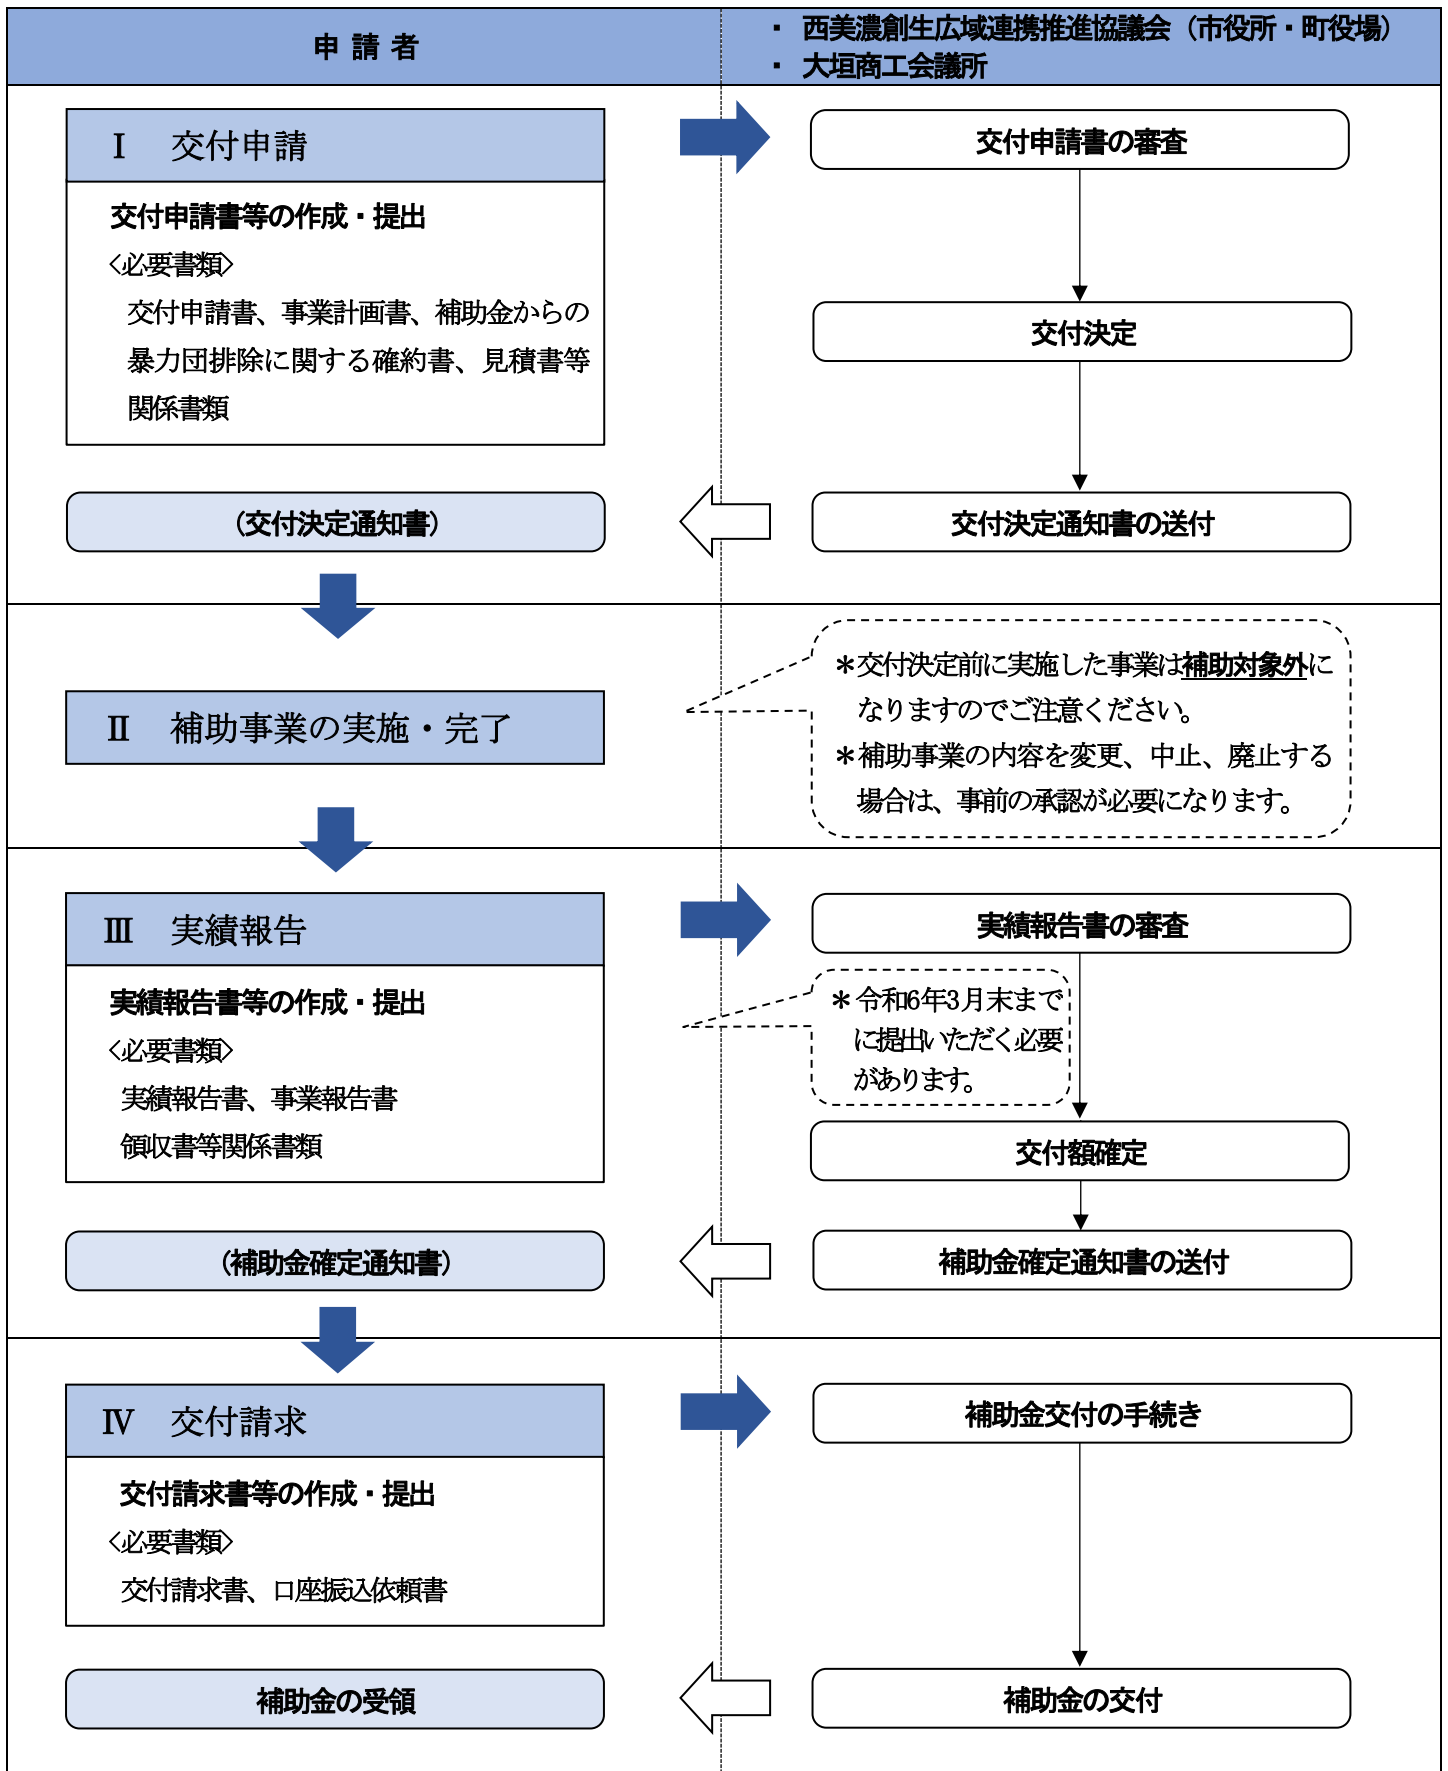 申請者
・ 西美濃創生広域連携推進協議会（市役所・町役場）
・ 大垣商工会議所
Ⅰ 交付申請
交付申請書等の作成・提出
〈必要書類〉
交付申請書、事業計画書、補助金からの
暴力団排除に関する確約書、見積書等
関係書類
交付申請書の審査
交付決定
交付決定通知書の送付
（交付決定通知書）
Ⅱ 補助事業の実施・完了
＊交付決定前に実施した事業は補助対象外に
なりますのでご注意ください。
＊補助事業の内容を変更、中止、廃止する
場合は、事前の承認が必要になります。
Ⅲ 実績報告
実績報告書等の作成・提出
〈必要書類〉
実績報告書、事業報告書
領収書等関係書類
実績報告書の審査
＊令和6年3月末まで
に提出いただく必要
があります。
交付額確定
補助金確定通知書の送付
（補助金確定通知書）
Ⅳ 交付請求
交付請求書等の作成・提出
〈必要書類〉
交付請求書、口座振込依頼書
補助金交付の手続き
補助金の交付
補助金の受領